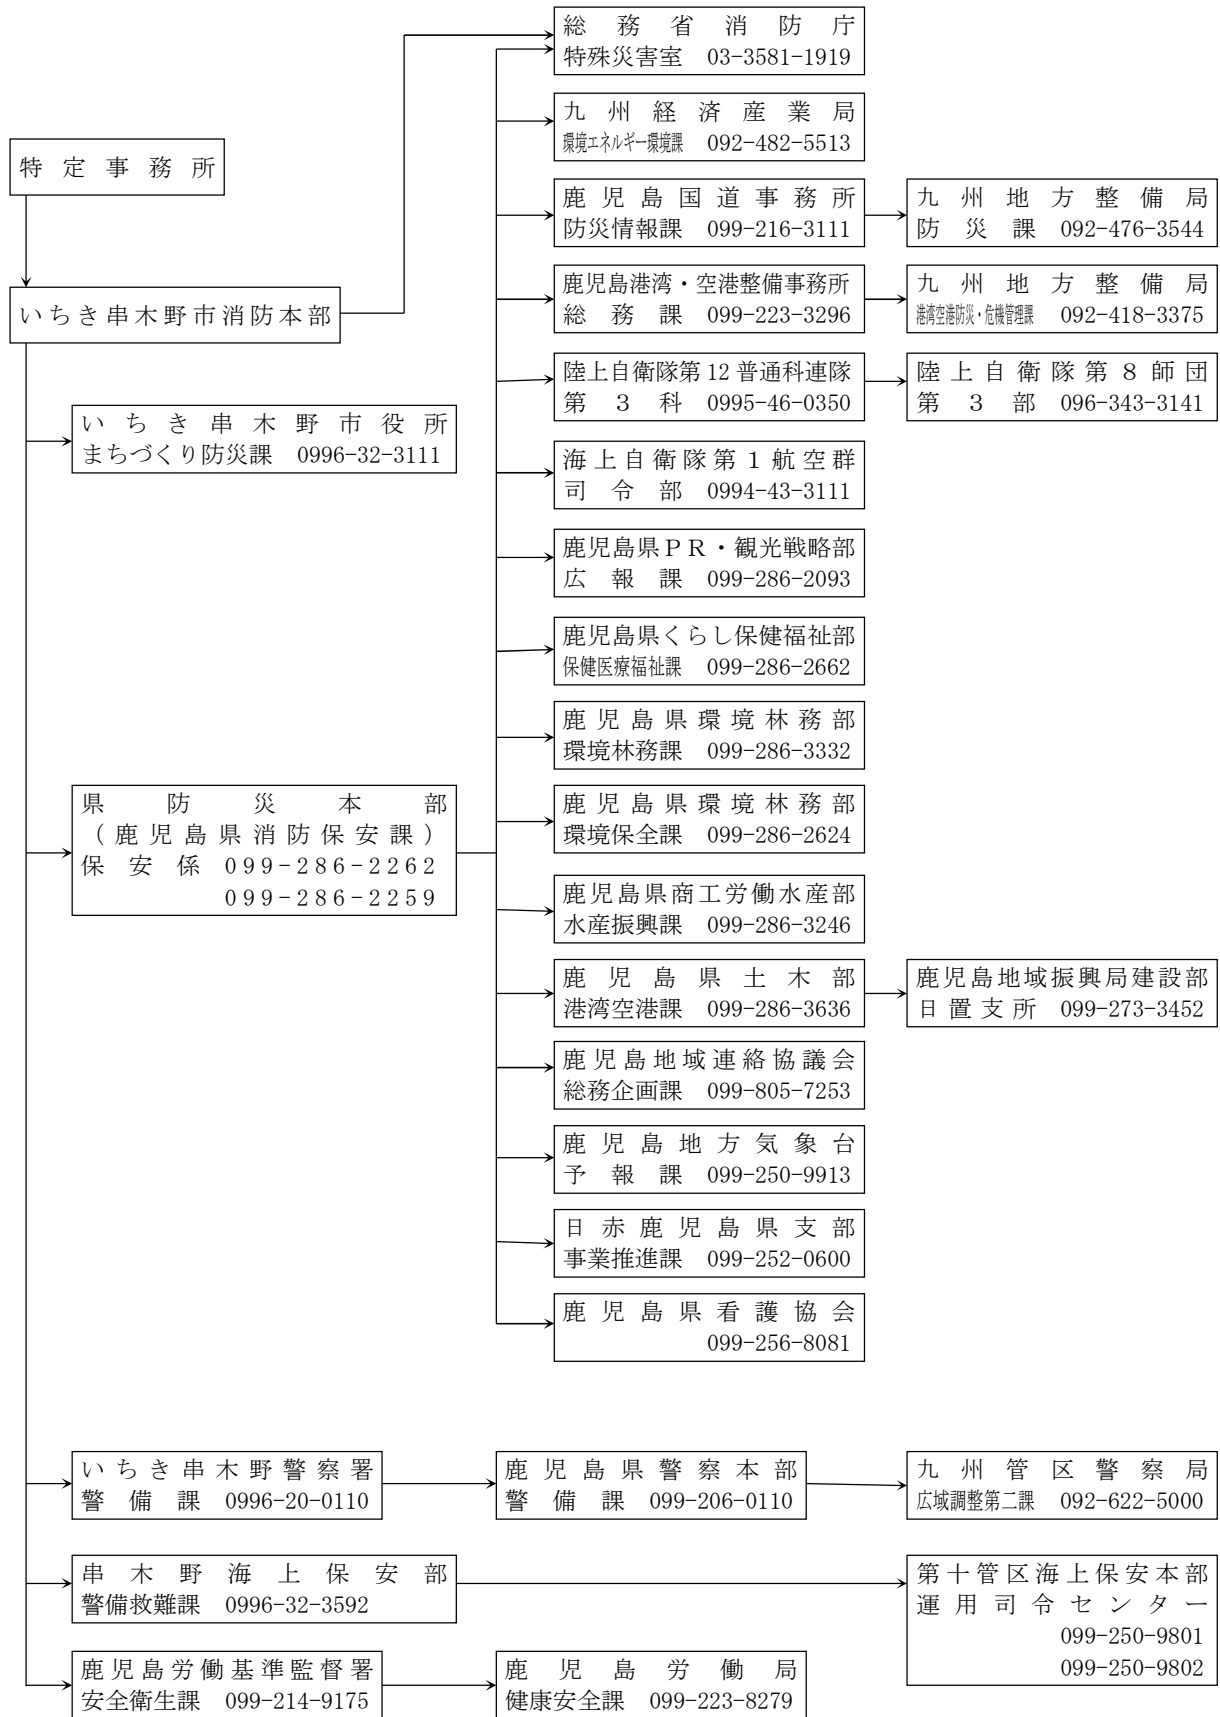 総務省消防庁
特殊災害室 03-3581-1919
九州経済産業局
環境エネルギー環境課 092-482-5513
特定事務所
鹿児島国道事務所
防災情報課 099-216-3111
九州地方整備局
防災課 092-476-3544
いちき串木野市消防本部
鹿児島港湾・空港整備事務所
総務課 099-223-3296
九州地方整備局
港湾空港防災・危機管理課 092-418-3375
陸上自衛隊第12普通科連隊
第3科 0995-46-0350
陸上自衛隊第8師団
第3部 096-343-3141
いちき串木野市役所
まちづくり防災課 0996-32-3111
海上自衛隊第1航空群
司令部 0994-43-3111
鹿児島県PR・観光戦略部
広報課 099-286-2093
鹿児島県くらし保健福祉部
保健医療福祉課 099-286-2662
鹿児島県環境林務部
環境林務課 099-286-3332
県防災本部
(鹿児島県消防保安課)
保安係 099-286-2262
099-286-2259
鹿児島県環境林務部
環境保全課 099-286-2624
鹿児島県商工労働水産部
水産振興課 099-286-3246
鹿児島県土木部
港湾空港課 099-286-3636
鹿児島地域振興局建設部
日置支所 099-273-3452
鹿児島地域連絡協議会
総務企画課 099-805-7253
鹿児島地方気象台
予報課 099-250-9913
日赤鹿児島県支部
事業推進課 099-252-0600
鹿児島県看護協会
099-256-8081
いちき串木野警察署
警備課 0996-20-0110
鹿児島県警察本部
警備課 099-206-0110
九州管区警察局
広域調整第二課 092-622-5000
串木野海上保安部
警備救難課 0996-32-3592
第十管区海上保安本部
運用司令センター
099-250-9801
099-250-9802
鹿児島労働基準監督署
安全衛生課 099-214-9175
鹿児島労働局
健康安全課 099-223-8279